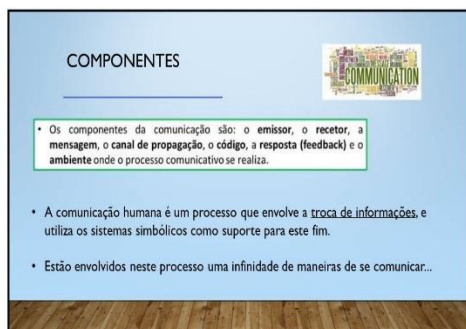 COMPONENTES
COMMUNICATION
• Os componentes da comunicação são: o emissor, o recetor, a
mensagem, o canal de propagação, o código, a resposta (feedback) e o
ambiente onde o processo comunicativo se realiza.
• A comunicação humana é um processo que envolve a troca de informações, e
utiliza os sistemas simbólicos como suporte para este fim.
• Estão envolvidos neste processo uma infinidade de maneiras de se comunicar...